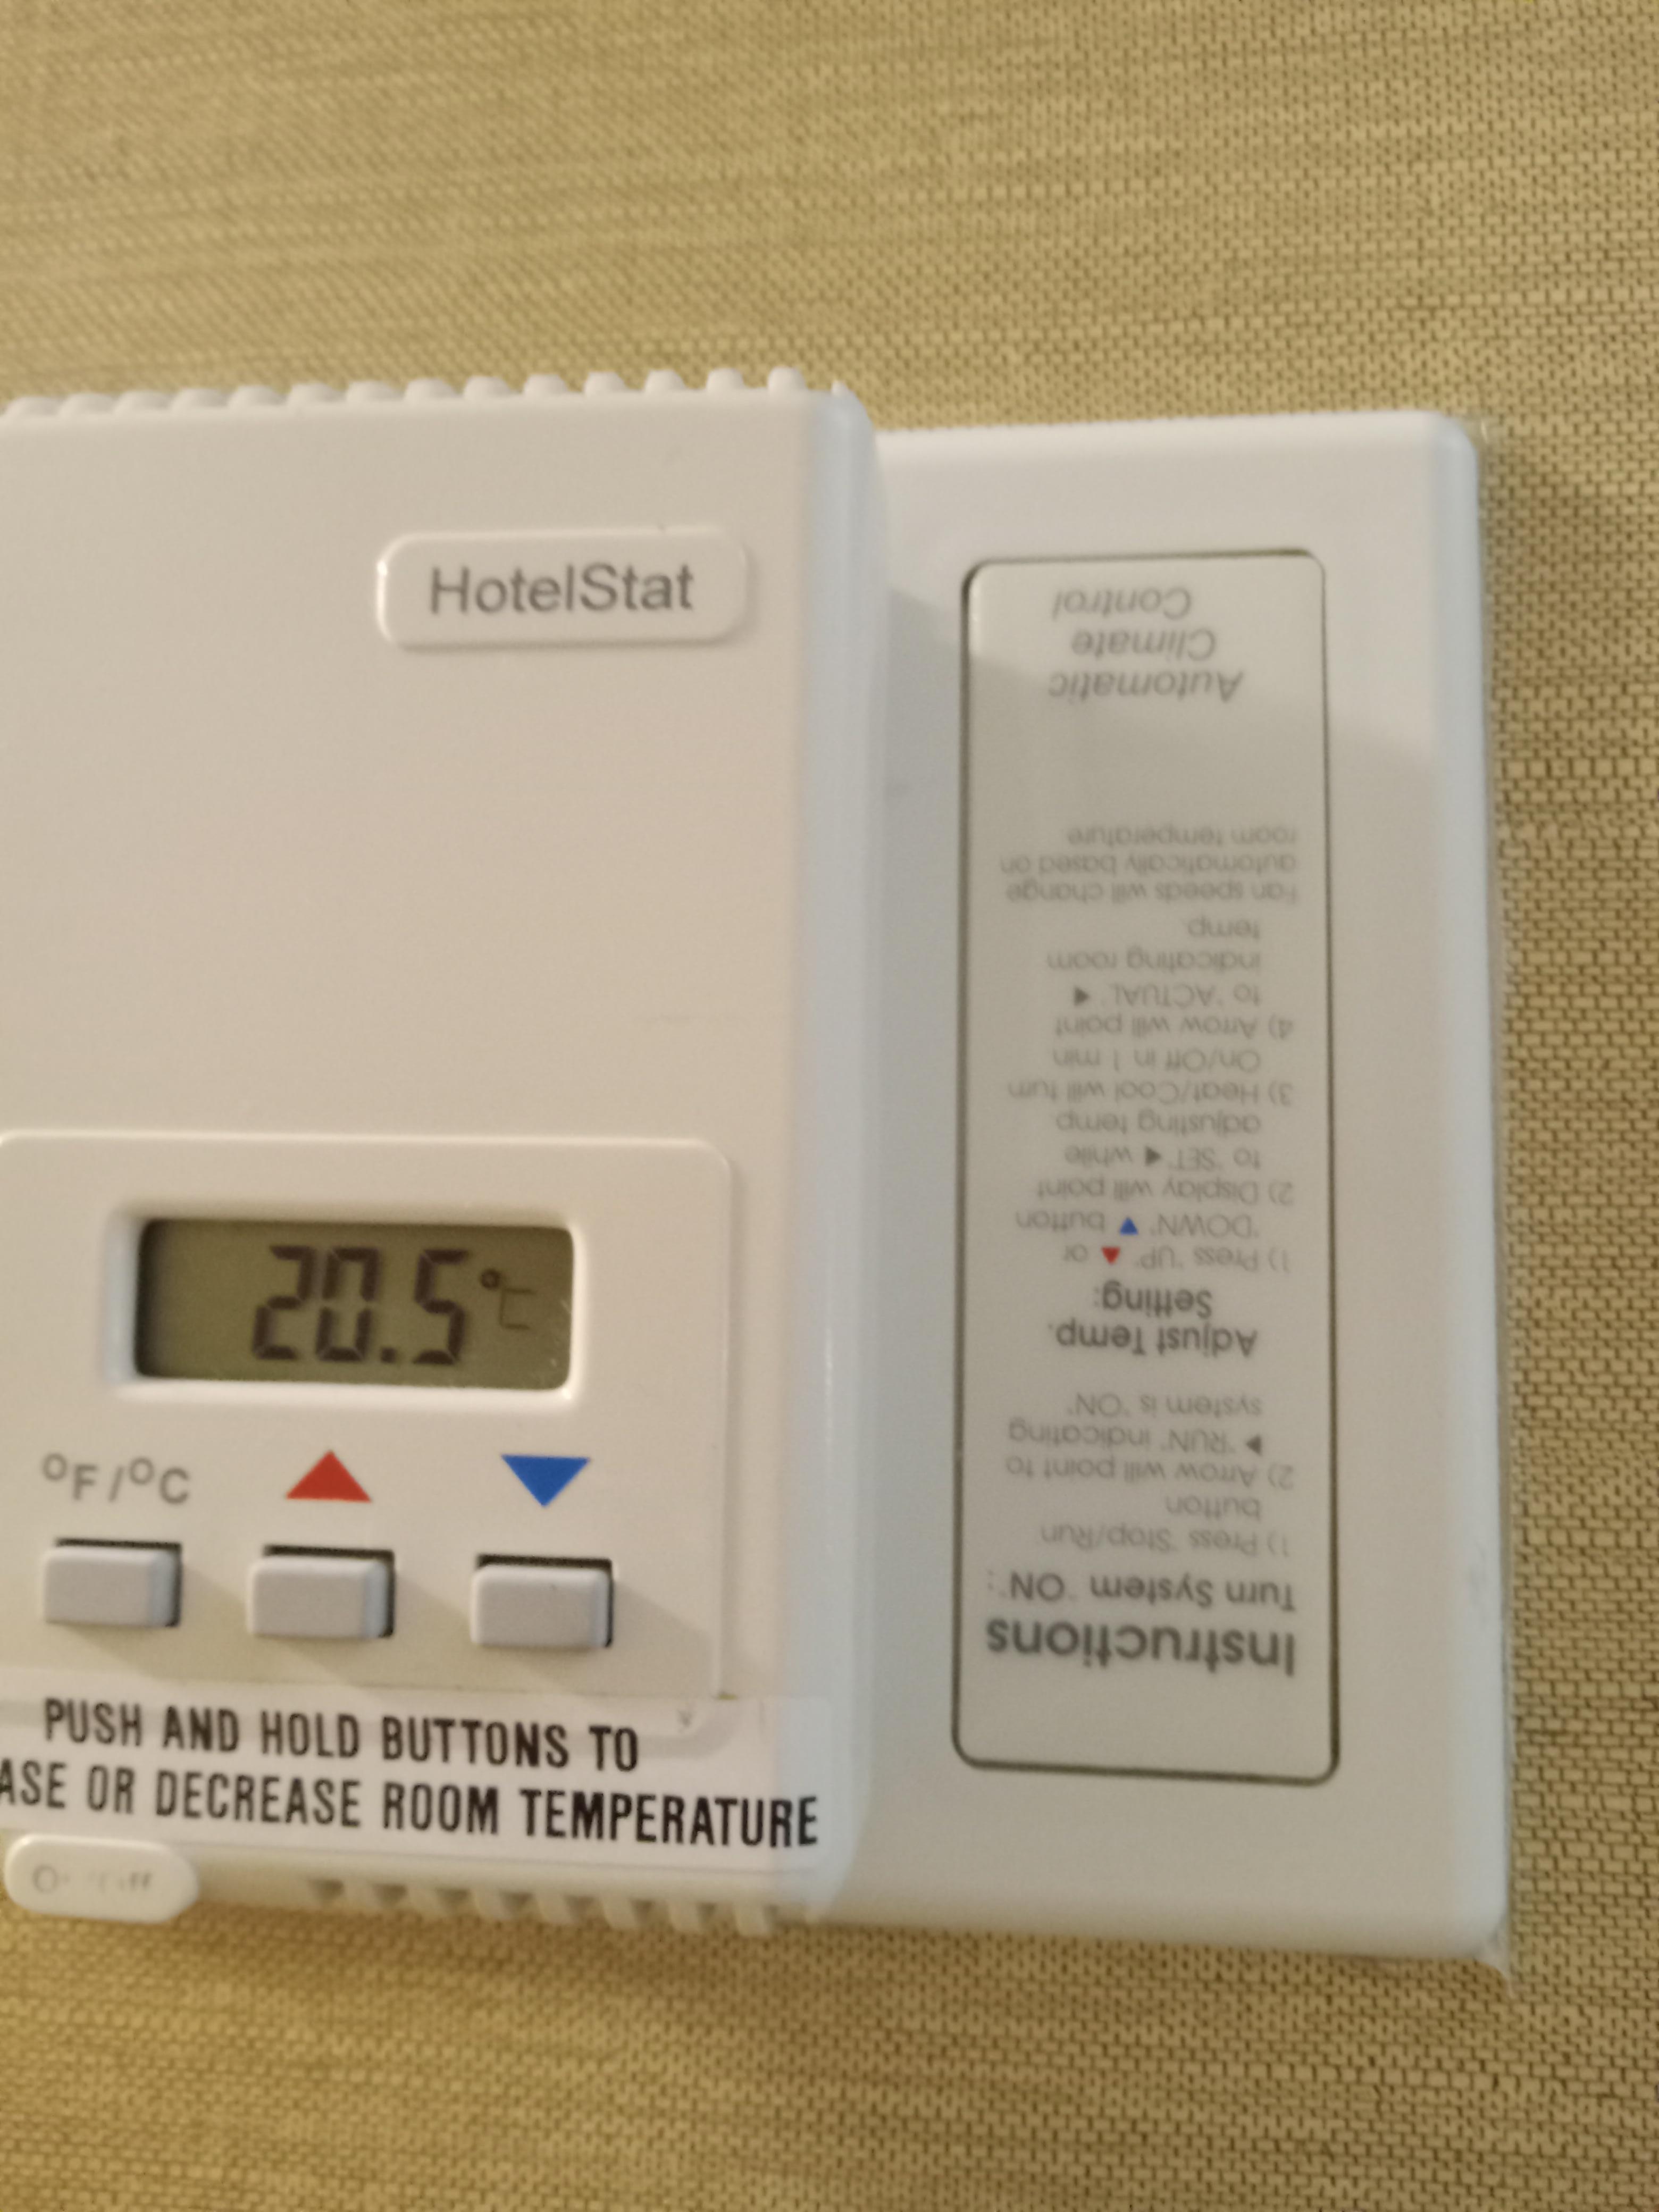 HotelStat
20.5°C
°F/°C
PUSH AND HOLD BUTTONS TO
ASE OR DECREASE ROOM TEMPERATURE
Instructions
Turn System "ON":
1) Press "Stop/Run"
button
2) Arrow will point to
▶ "RUN" indicating
system is "ON".
Adjust Temp.
Setting:
1) Press "UP" ▲ or
"DOWN" ▼ button
2) Display will point
to "SET" ◀ while
adjusting temp
3) Heat/Cool will turn
On/Off in 1 min
4) Arrow will point
to "ACTUAL" ◀
indicating room
temp.
Fan speeds will change
automatically based on
room temperature
Automatic
Climate
Control